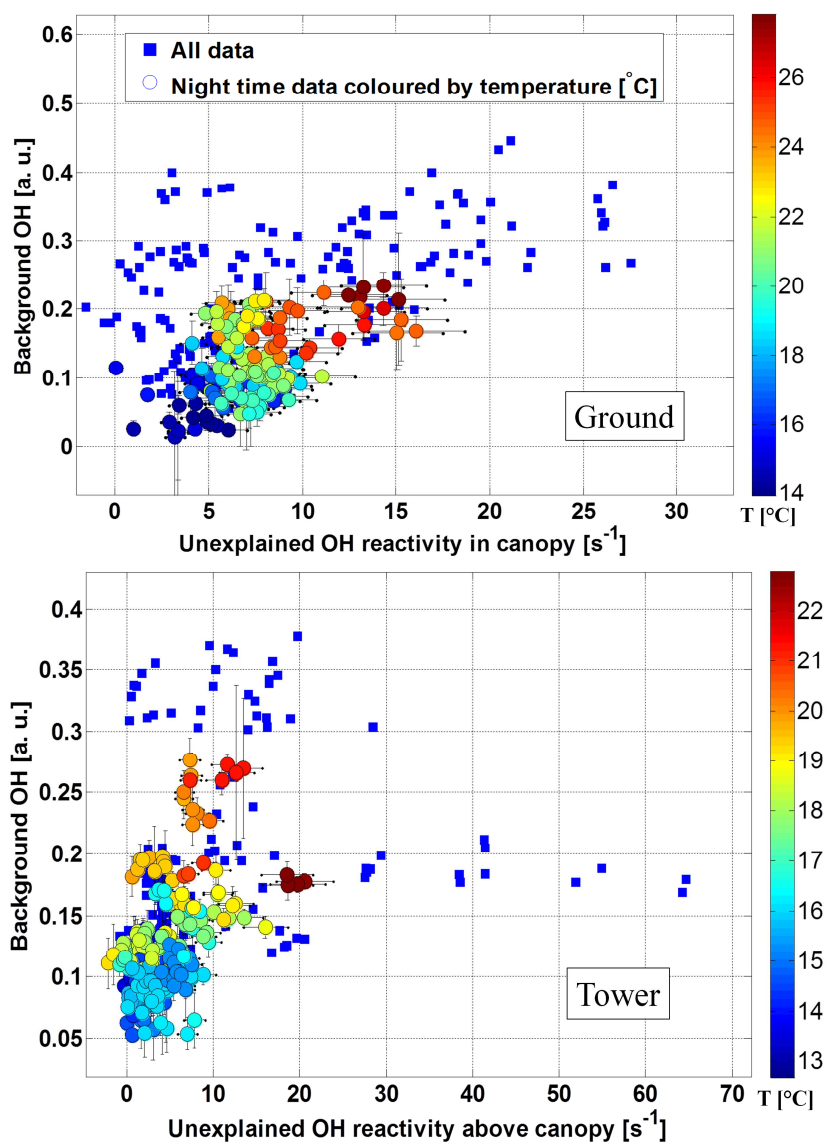 0.6
0.5
0.4
0.3
0.2
0.1
0
Background OH [a. u.]
All data
Night time data coloured by temperature [°C]
Ground
0 5 10 15 20 25 30
Unexplained OH reactivity in canopy [s-1]
26
24
22
20
18
16
14
T [°C]
0.4
0.35
0.3
0.25
0.2
0.15
0.1
0.05
Background OH [a. u.]
Tower
0 10 20 30 40 50 60 70
Unexplained OH reactivity above canopy [s-1]
22
21
20
19
18
17
16
15
14
13
T [°C]